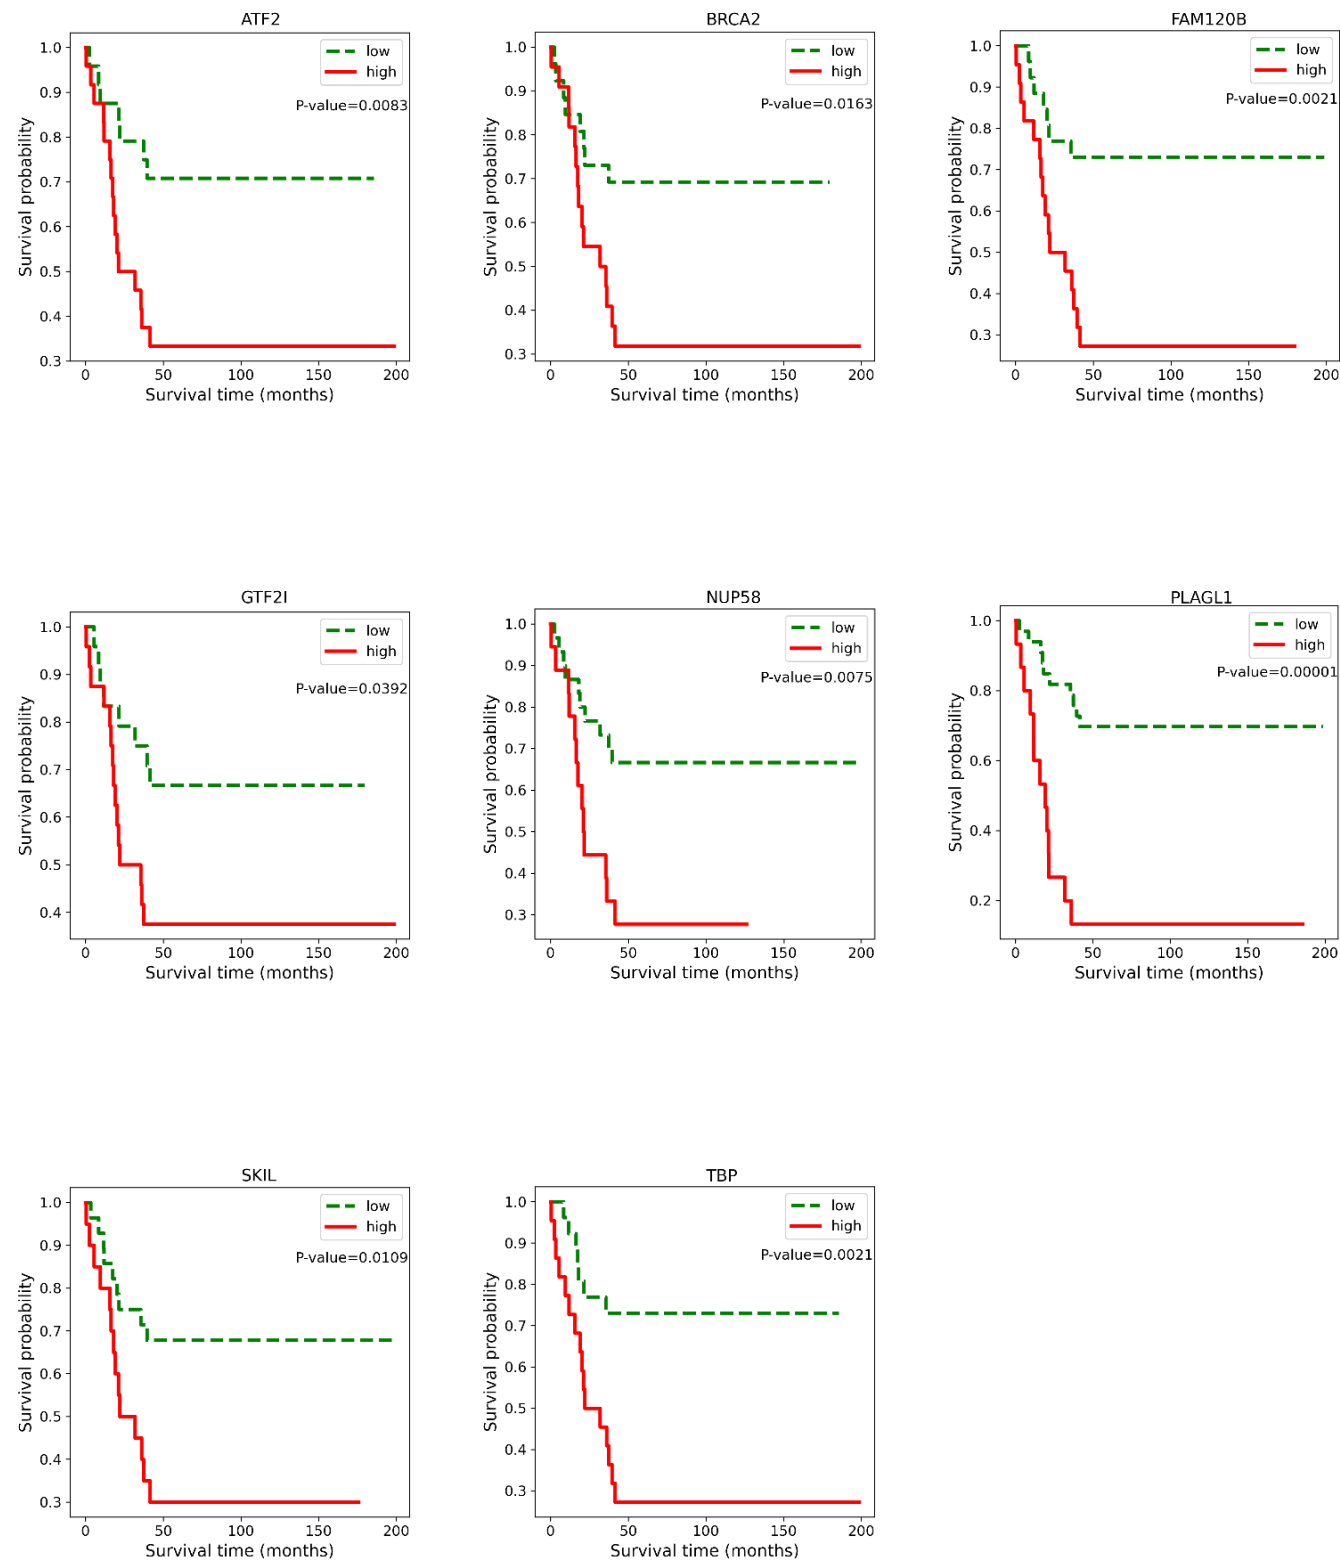 ATF2
1.0
0.9
0.8
0.7
0.6
0.5
0.4
0.3
Survival probability
low
high
P-value=0.0083
0 50 100 150 200
Survival time (months)
BRCA2
1.0
0.9
0.8
0.7
0.6
0.5
0.4
0.3
Survival probability
low
high
P-value=0.0163
0 50 100 150 200
Survival time (months)
FAM120B
1.0
0.9
0.8
0.7
0.6
0.5
0.4
0.3
Survival probability
low
high
P-value=0.0021
0 50 100 150 200
Survival time (months)
GTF2I
1.0
0.9
0.8
0.7
0.6
0.5
0.4
Survival probability
low
high
P-value=0.0392
0 50 100 150 200
Survival time (months)
NUP58
1.0
0.9
0.8
0.7
0.6
0.5
0.4
0.3
Survival probability
low
high
P-value=0.0075
0 50 100 150 200
Survival time (months)
PLAGL1
1.0
0.8
0.6
0.4
0.2
Survival probability
low
high
P-value=0.00001
0 50 100 150 200
Survival time (months)
SKIL
1.0
0.9
0.8
0.7
0.6
0.5
0.4
0.3
Survival probability
low
high
P-value=0.0109
0 50 100 150 200
Survival time (months)
TBP
1.0
0.9
0.8
0.7
0.6
0.5
0.4
0.3
Survival probability
low
high
P-value=0.0021
0 50 100 150 200
Survival time (months)